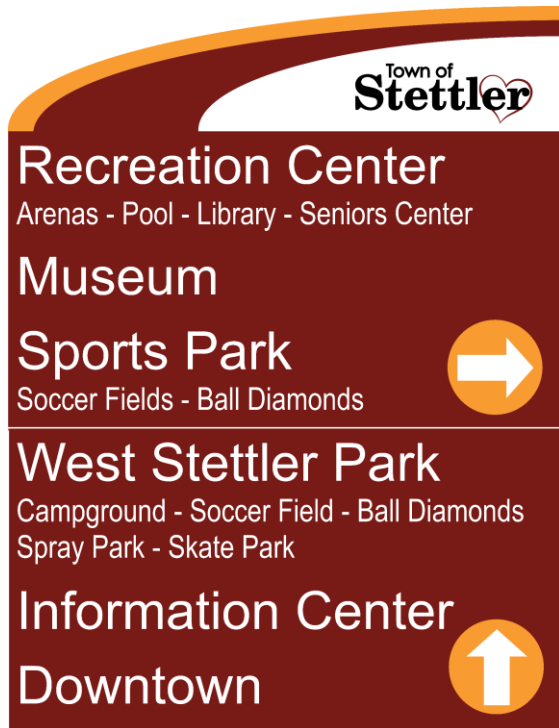 Town of
Stettler
Recreation Center
Arenas - Pool - Library - Seniors Center
Museum
Sports Park
Soccer Fields - Ball Diamonds
West Stettler Park
Campground - Soccer Field - Ball Diamonds
Spray Park - Skate Park
Information Center
Downtown